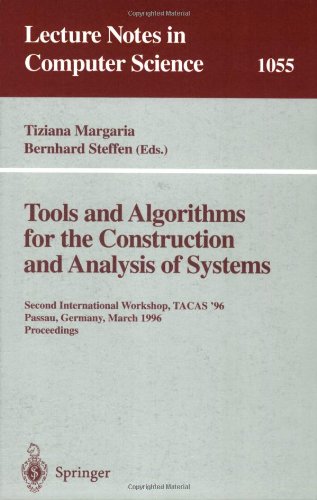 Lecture Notes in
Computer Science 1055
Tiziana Margaria
Bernhard Steffen (Eds.)
Tools and Algorithms
for the Construction
and Analysis of Systems
Second International Workshop, TACAS '96
Passau, Germany, March 1996
Proceedings
Springer